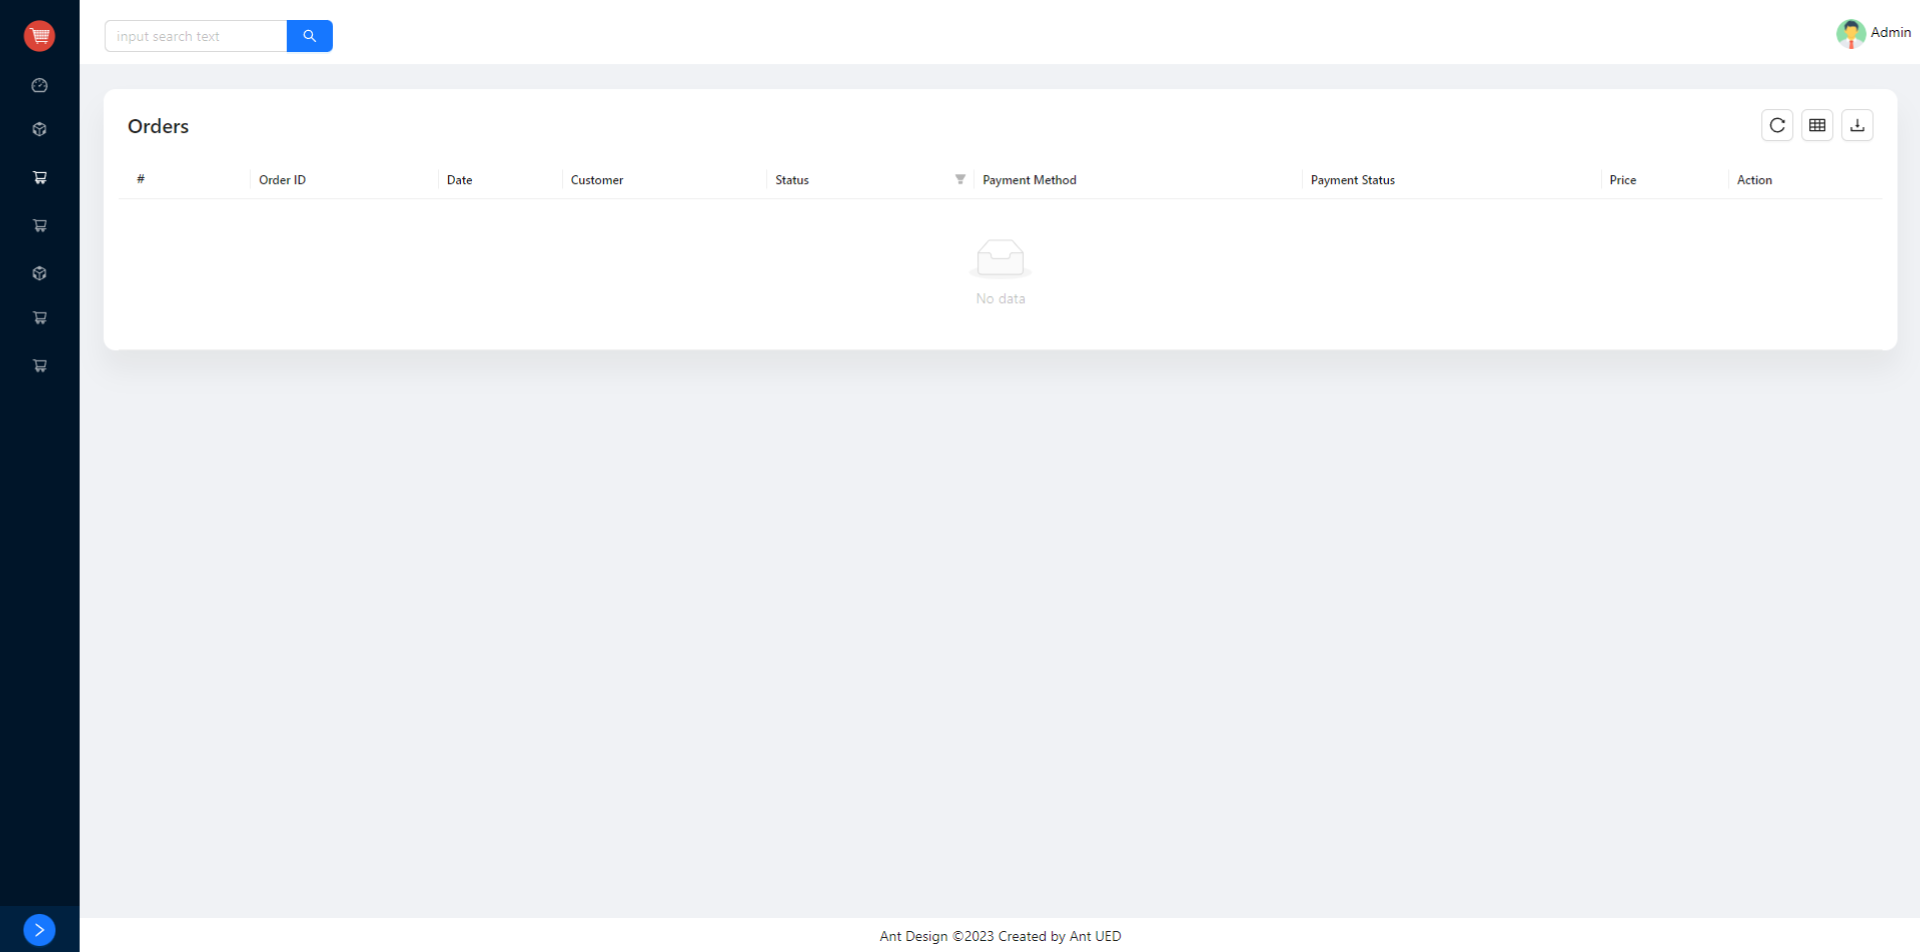 input search text
Admin
Orders
# Order ID Date Customer Status Payment Method Payment Status Price Action
No data
Ant Design ©2023 Created by Ant UED